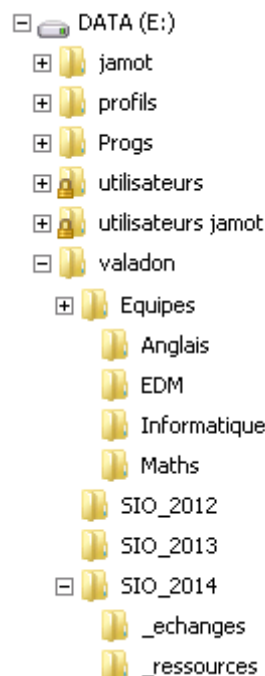 DATA (E:)
jamot
profils
Progs
utilisateurs
utilisateurs jamot
valadon
Equipes
Anglais
EDM
Informatique
Maths
SIO_2012
SIO_2013
SIO_2014
_echanges
_ressources